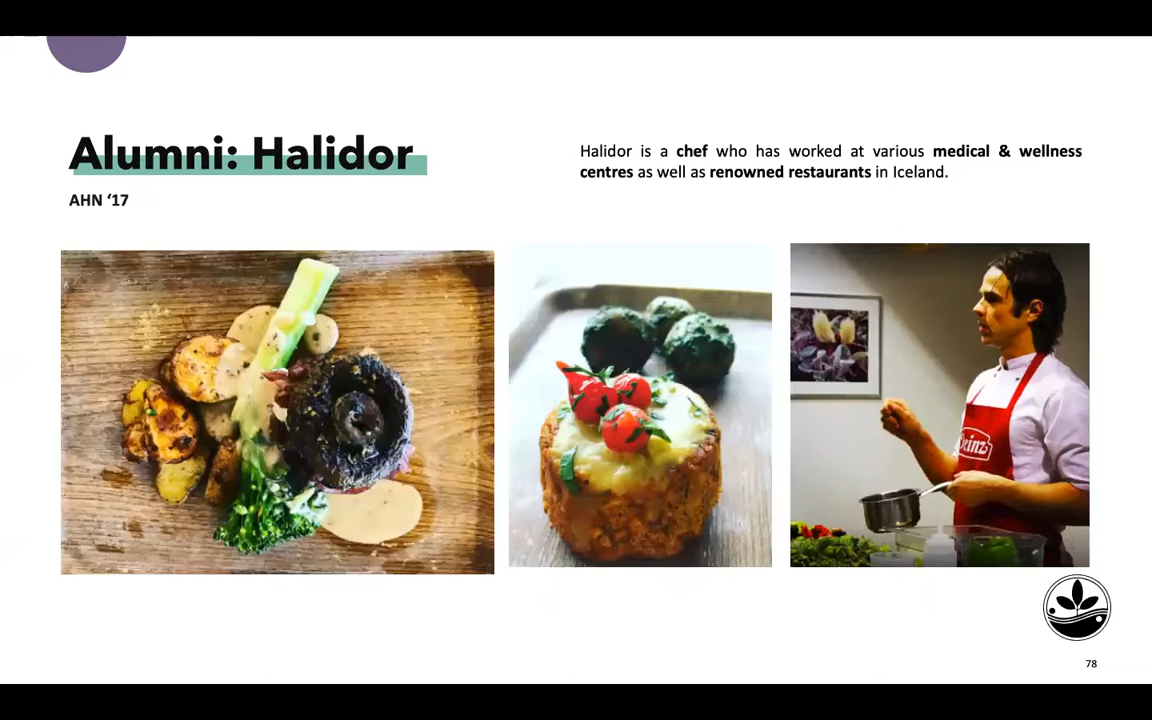 Alumni: Halidor
AHN ‘17
Halidor is a chef who has worked at various medical & wellness
centres as well as renowned restaurants in Iceland.
Heinz
78